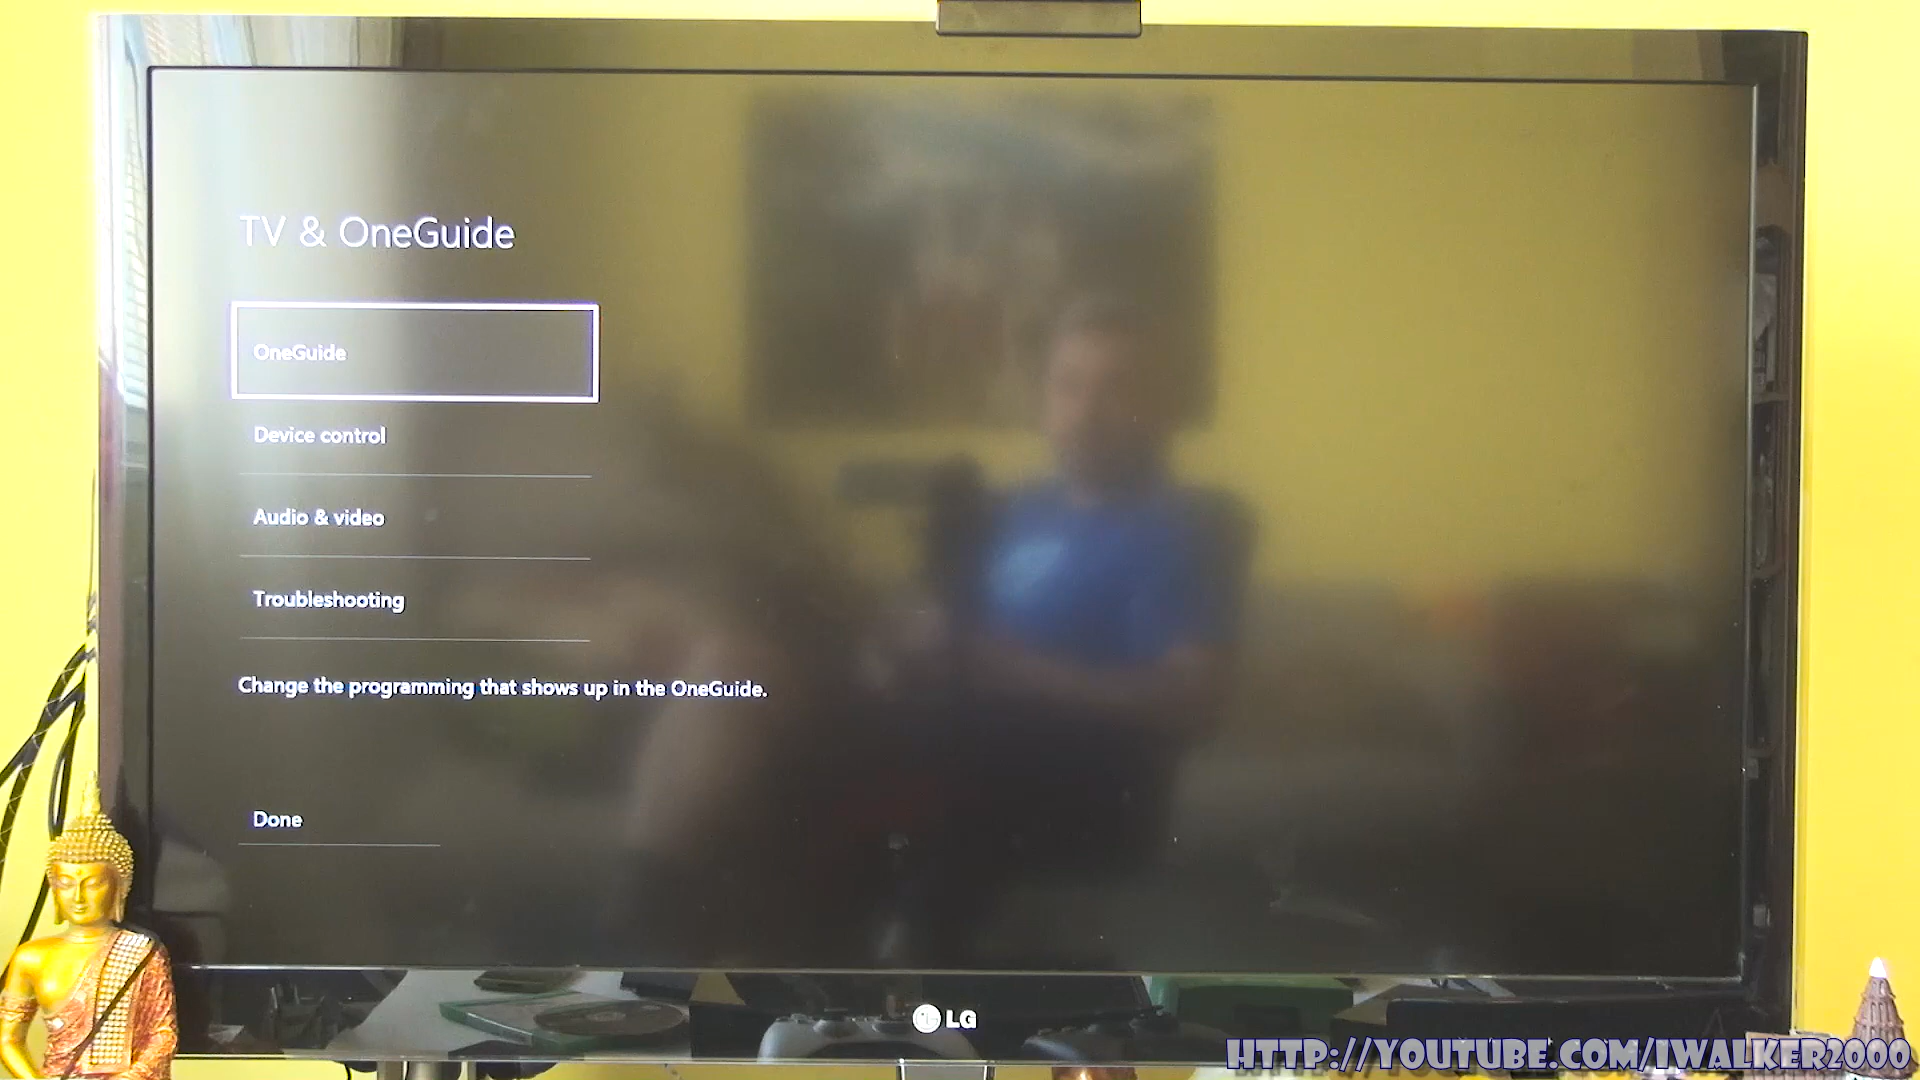 TV & OneGuide
OneGuide
Device control
Audio & video
Troubleshooting
Change the programming that shows up in the OneGuide.
Done
LG
HTTP://YOUTUBE.COM/IWALKER2000